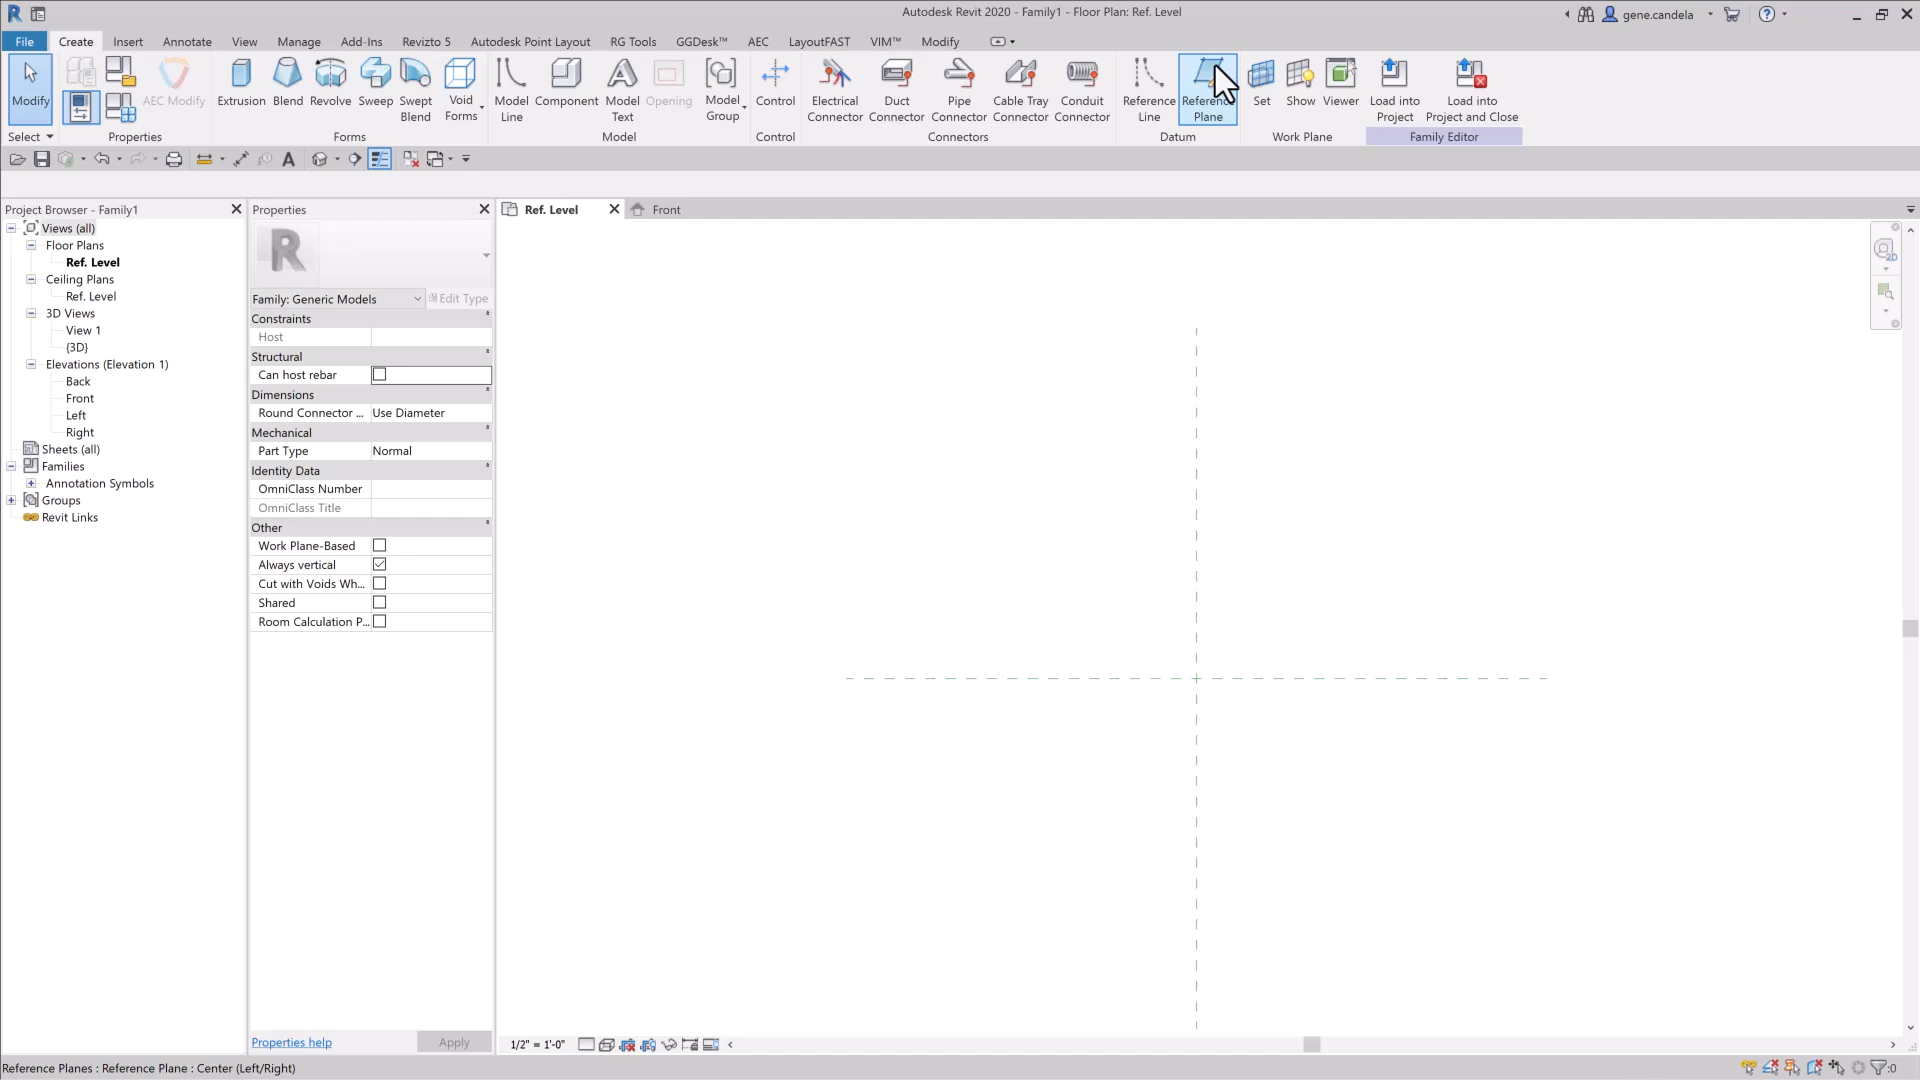 Autodesk Revit 2020 - Family1 - Floor Plan: Ref. Level
gene.candela
File Create Insert Annotate View Manage Add-Ins Revizto 5 Autodesk Point Layout RG Tools GGDesk™ AEC LayoutFAST VIM™ Modify
Modify
AEC Modify
Extrusion
Blend
Revolve
Sweep
Swept
Blend
Void
Forms
Model
Line
Component
Model
Text
Opening
Model
Group
Control
Electrical
Connector
Duct
Connector
Pipe
Connector
Cable Tray
Connector
Conduit
Connector
Reference
Line
Reference
Plane
Set
Show
Viewer
Load into
Project
Load into
Project and Close
Select
Properties
Forms
Model
Control
Connectors
Datum
Work Plane
Family Editor
Project Browser - Family1
Views (all)
Floor Plans
Ref. Level
Ceiling Plans
Ref. Level
3D Views
View 1
{3D}
Elevations (Elevation 1)
Back
Front
Left
Right
Sheets (all)
Families
Annotation Symbols
Groups
Revit Links
Properties
R
Family: Generic Models
Edit Type
Constraints
Host
Structural
Can host rebar
Dimensions
Round Connector ... Use Diameter
Mechanical
Part Type Normal
Identity Data
OmniClass Number
OmniClass Title
Other
Work Plane-Based
Always vertical
Cut with Voids Wh...
Shared
Room Calculation P...
Properties help
Apply
Ref. Level
Front
2D
1/2" = 1'-0"
Reference Planes : Reference Plane : Center (Left/Right)
:0